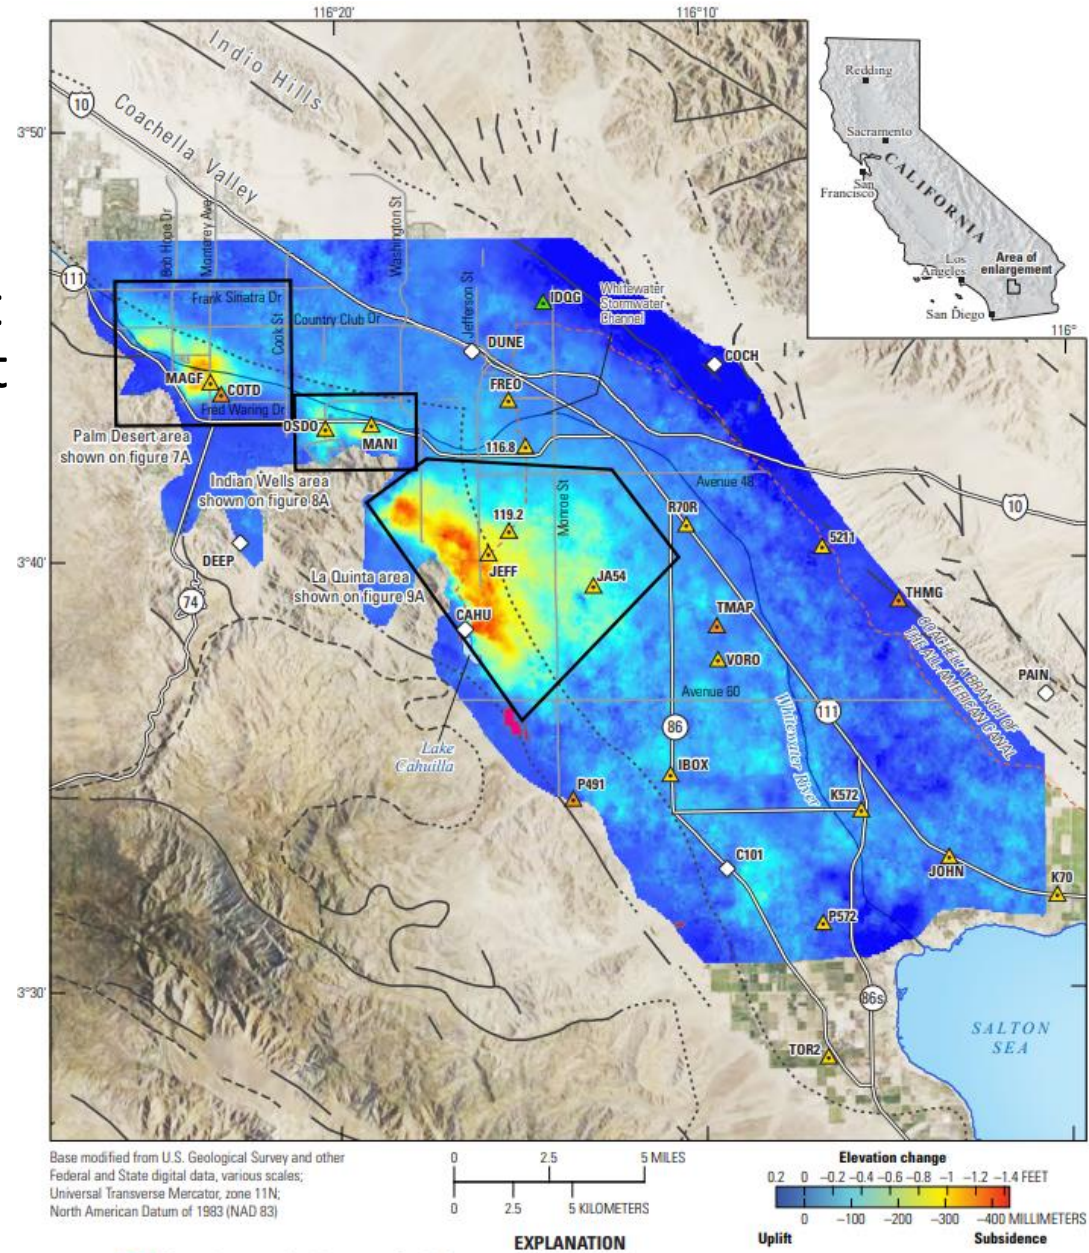 116°20'
116°10'
Indio Hills
10
Coachella Valley
3°50'
Redding
Sacramento
San
Francisco
CALIFORNIA
Los
Angeles
Area of
enlargement
San Diego
116°
Bob Hope Dr
Monterey Ave
Washington St
111
Frank Sinatra Dr
Cook St
Country Club Dr
Jefferson St
IDQG
Whitewater
Stormwater
Channel
DUNE
COCH
MAGF
COTD
FREO
Fred Waring Dr
OSDO
MANI
116.8
Palm Desert area
shown on figure 7A
Indian Wells area
shown on figure 8A
Avenue 48
10
Monroe St
R70R
119.2
5211
DEEP
3°40'
JEFF
La Quinta area
shown on figure 9A
JA54
74
THMG
CAHU
TMAP
VORO
COACHELLA BRANCH OF
THE ALL-AMERICAN CANAL
PAIN
Avenue 60
86
111
Whitewater River
Lake
Cahuilla
IBOX
P491
K572
C101
JOHN
K70
P572
3°30'
86s
SALTON
SEA
TOR2
Base modified from U.S. Geological Survey and other
Federal and State digital data, various scales;
Universal Transverse Mercator, zone 11N;
North American Datum of 1983 (NAD 83)
0 2.5 5 MILES
0 2.5 5 KILOMETERS
EXPLANATION
Elevation change
0.2 0 –0.2 –0.4 –0.6 –0.8 –1 –1.2 –1.4 FEET
0 –100 –200 –300 –400 MILLIMETERS
Uplift Subsidence